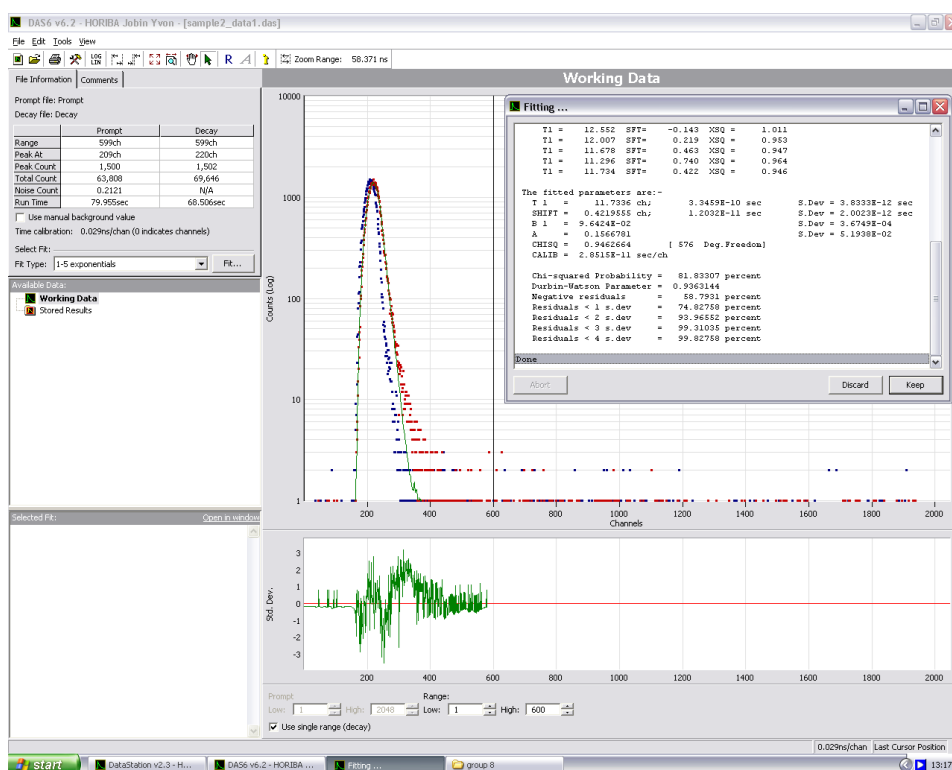 DAS6 v6.2 - HORIBA Jobin Yvon - [sample2_data1.das]
File Edit Tools View
LOG LIN R A Zoom Range: 58.371 ns
File Information Comments
Prompt file: Prompt
Decay file: Decay
Prompt Decay
Range 599ch 599ch
Peak At 209ch 220ch
Peak Count 1,500 1,502
Total Count 63,808 69,646
Noise Count 0.2121 N/A
Run Time 79.955sec 68.506sec
Use manual background value
Time calibration: 0.029ns/chan (0 indicates channels)
Select Fit:
Fit Type: 1-5 exponentials Fit...
Available Data:
Working Data
Stored Results
Selected Fit: Open in window
Working Data
10000
1000
100
10
1
Counts (Log)
200 400 600 800 1000 1200 1400 1600 1800 2000
Channels
Fitting ...
T1 = 12.552 SFT= -0.143 XSQ = 1.011
T1 = 12.007 SFT= 0.219 XSQ = 0.953
T1 = 11.678 SFT= 0.463 XSQ = 0.947
T1 = 11.296 SFT= 0.740 XSQ = 0.964
T1 = 11.734 SFT= 0.422 XSQ = 0.946
The fitted parameters are:-
T 1 = 11.7336 ch; 3.3459E-10 sec S.Dev = 3.8333E-12 sec
SHIFT = 0.4219555 ch; 1.2032E-11 sec S.Dev = 2.0023E-12 sec
B 1 = 9.6424E-02 S.Dev = 3.6749E-04
A = 0.1566781 S.Dev = 5.1938E-02
CHISQ = 0.9462664 [ 576 Deg.Freedom]
CALIB = 2.8515E-11 sec/ch
Chi-squared Probability = 81.83307 percent
Durbin-Watson Parameter = 0.9363144
Negative residuals = 58.7931 percent
Residuals < 1 s.dev = 74.82758 percent
Residuals < 2 s.dev = 93.96552 percent
Residuals < 3 s.dev = 99.31035 percent
Residuals < 4 s.dev = 99.82758 percent
Done
Abort Discard Keep
3
2
1
0
-1
-2
-3
Std. Dev.
200 400 600 800 1000 1200 1400 1600 1800 2000
Prompt Range:
Low: 1 High: 2048 Low: 1 High: 600
Use single range (decay)
0.029ns/chan Last Cursor Position
start DataStation v2.3 - H... DAS6 v6.2 - HORIBA ... Fitting ... group 8 13:17